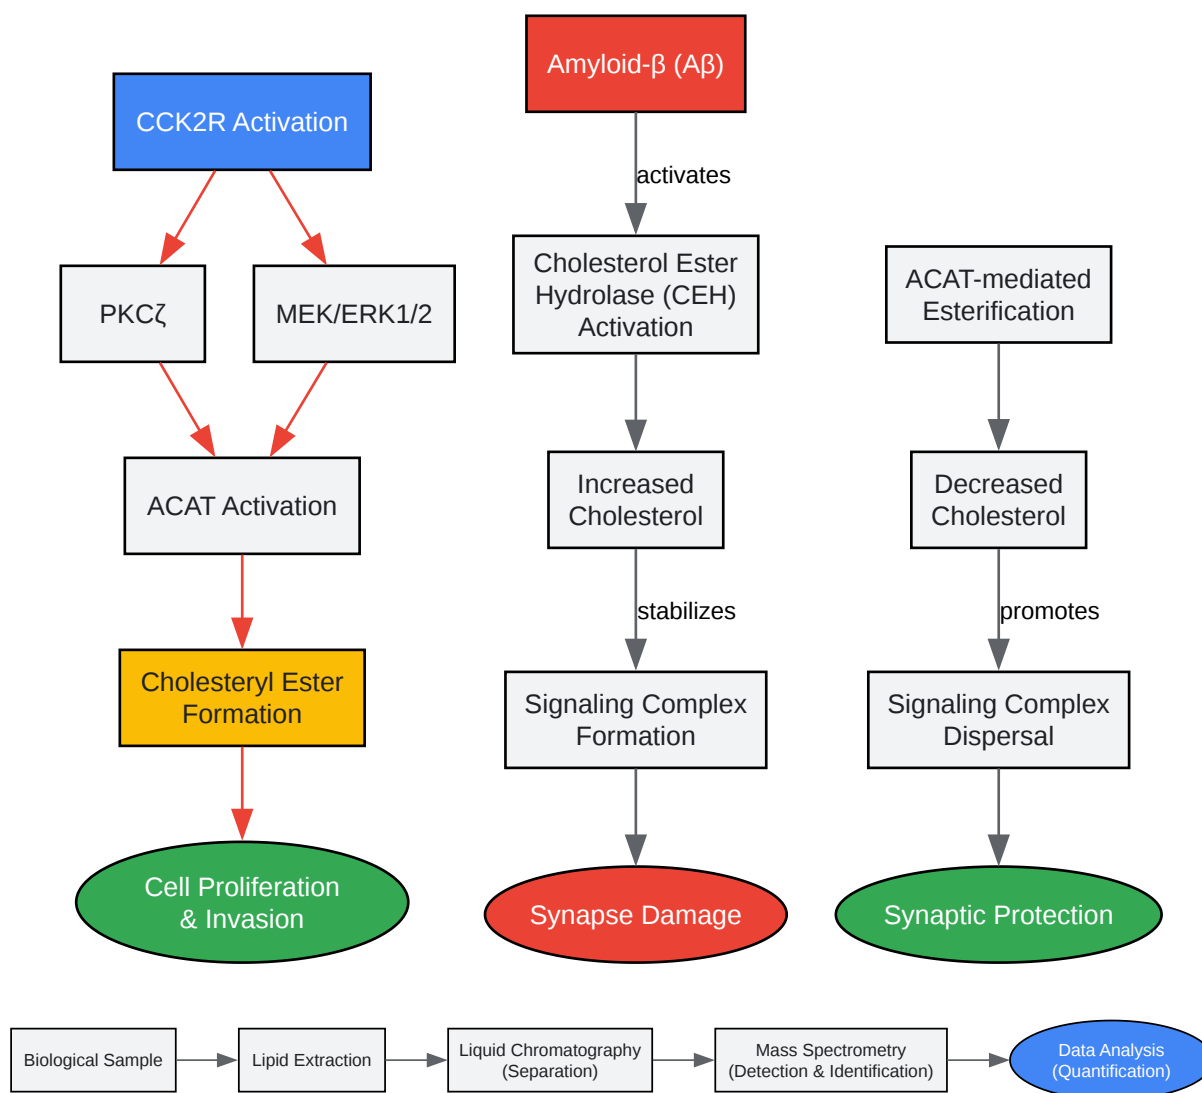 CCK2R Activation
PKCζ
MEK/ERK1/2
ACAT Activation
Cholesteryl Ester
Formation
Cell Proliferation
& Invasion
Amyloid-β (Aβ)
activates
Cholesterol Ester
Hydrolase (CEH)
Activation
Increased
Cholesterol
stabilizes
Signaling Complex
Formation
Synapse Damage
ACAT-mediated
Esterification
Decreased
Cholesterol
promotes
Signaling Complex
Dispersal
Synaptic Protection
Biological Sample
Lipid Extraction
Liquid Chromatography
(Separation)
Mass Spectrometry
(Detection & Identification)
Data Analysis
(Quantification)